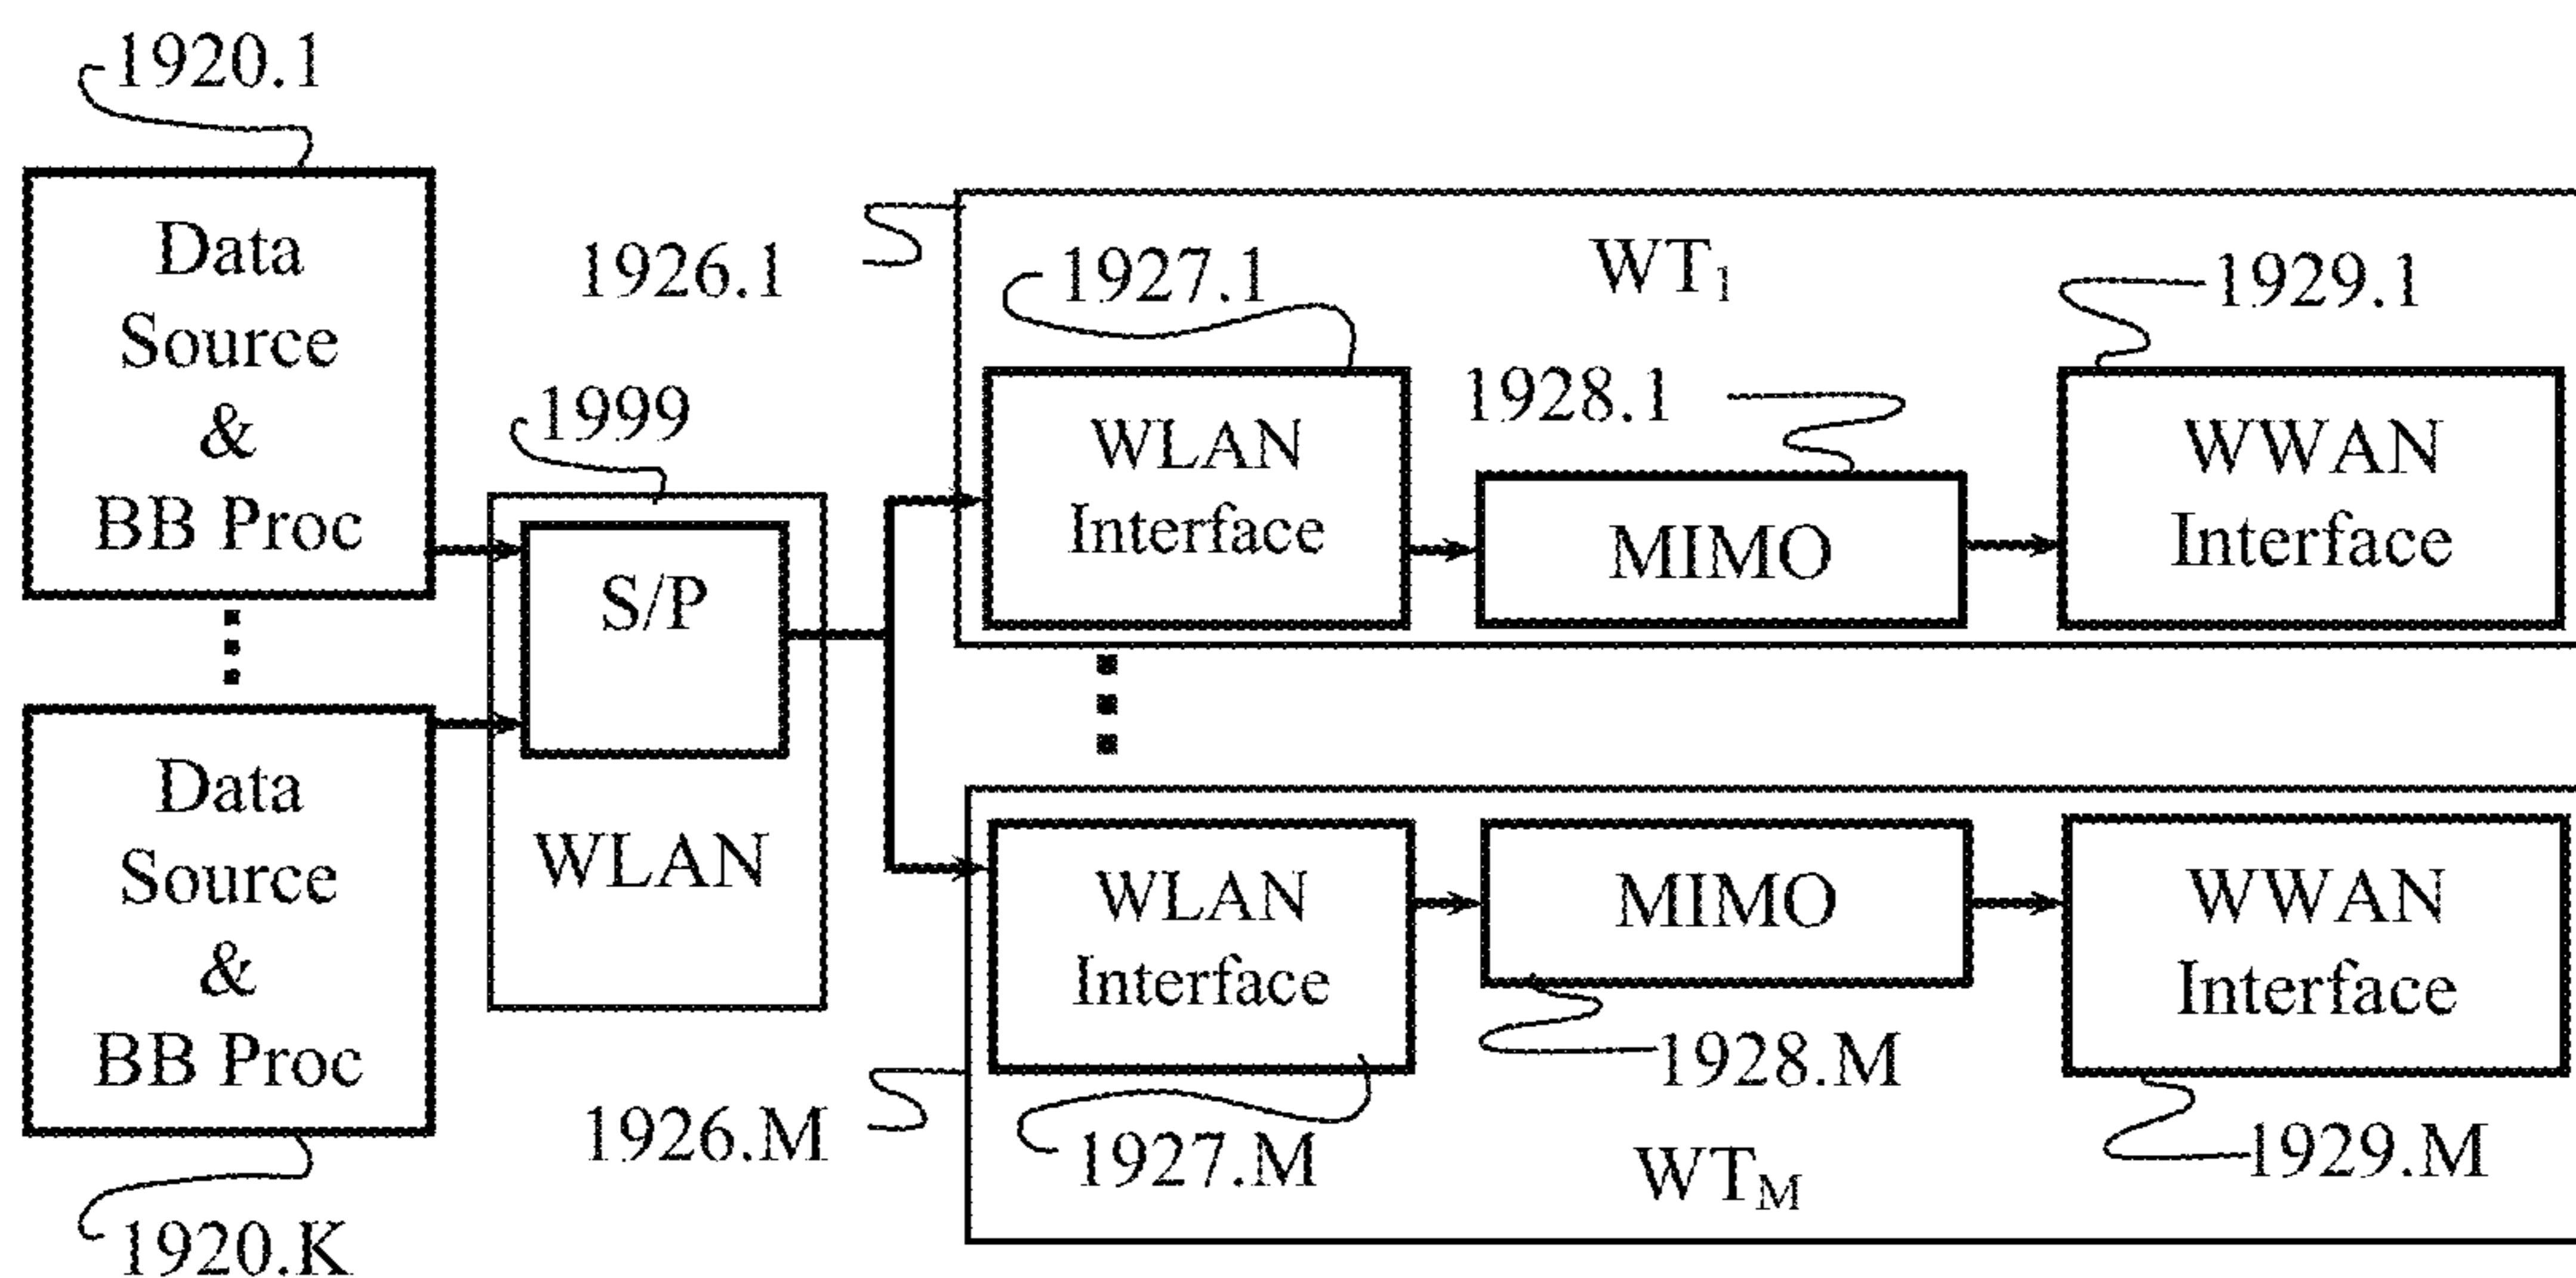 1920.1
Data
Source
&
BB Proc
1999
S/P
WLAN
Data
Source
&
BB Proc
1920.K
1926.1
WT1
1927.1
WLAN
Interface
1928.1
MIMO
1929.1
WWAN
Interface
1926.M
WLAN
Interface
1927.M
MIMO
1928.M
WWAN
Interface
1929.M
WTM